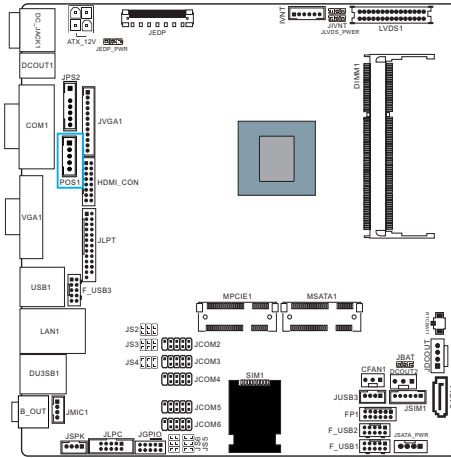 DC_JACK1
ATX_12V
JEDP
JEDP_PWR
IVNT
JIVNT
JLVDS_PWER
LVDS1
DCOUT1
JPS2
COM1
JVGA1
POS1
HDMI_CON
DIMM1
VGA1
JLPT
USB1
F_USB3
LAN1
MPCIE1
MSATA1
JS2
JS3
JS4
JCOM2
JCOM3
JCOM4
SIM1
JCOM5
JCOM6
DU3SB1
B_OUT
JMIC1
JSPK
JLPC
JGPIO
JS6
JS5
JBAT
JDCOUT
CFAN1
DCOUT2
JUSB3
JSIM1
FP1
F_USB2
F_USB1
JSATA_PWR